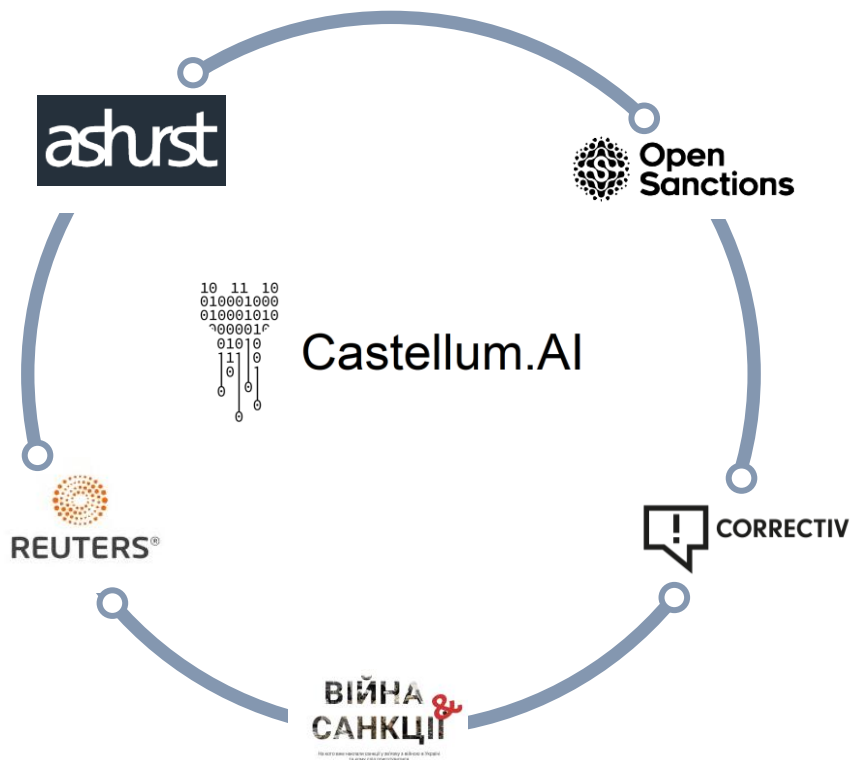 ashurst
Open
Sanctions
10 11 10
010001000
010001010
Castellum.AI
REUTERS®
! CORRECTIV
ВІЙНА &
САНКЦІЇ